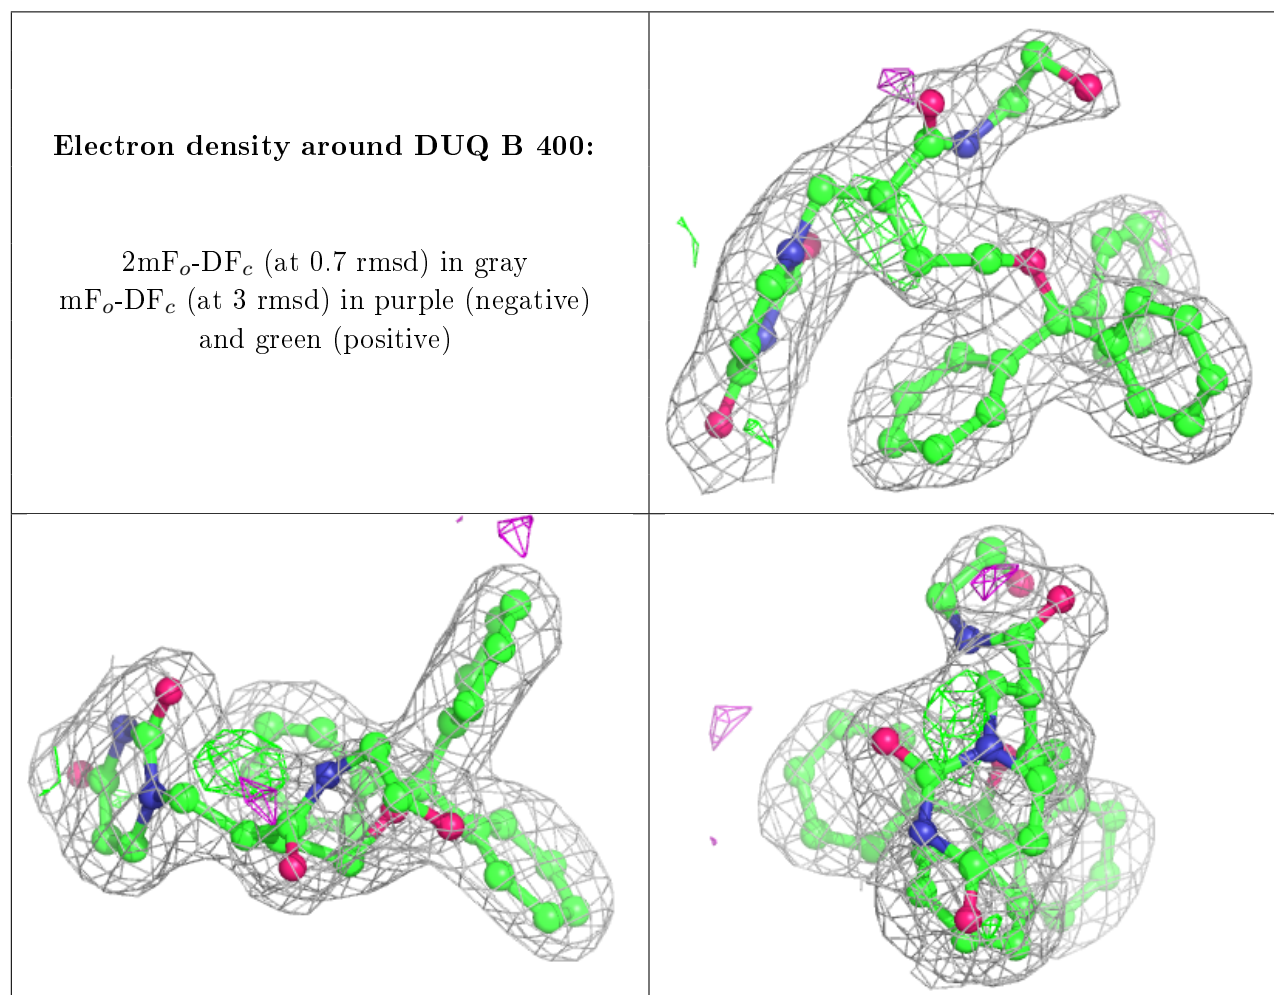 Electron density around DUQ B 400:
2mFₒ-DF𝒸 (at 0.7 rmsd) in gray
mFₒ-DF𝒸 (at 3 rmsd) in purple (negative)
and green (positive)